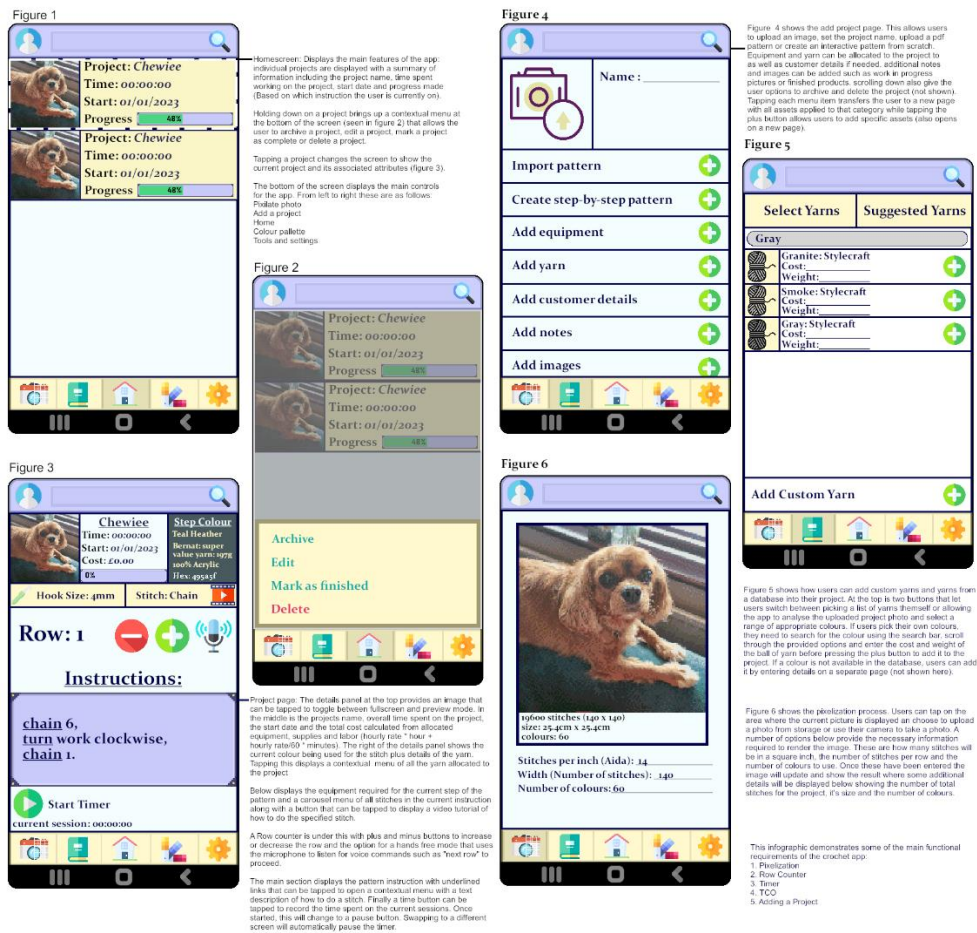 Figure 1
Project: Chewiee
Time: 00:00:00
Start: 01/01/2023
Progress 48%
Project: Chewiee
Time: 00:00:00
Start: 01/01/2023
Progress 48%
Homescreen: Displays the main features of the app:
individual projects are displayed with a summary of
information including the project name, time spent
working on the project, start date and progress made
(Based on which instruction the user is currently on).
Holding down on a project brings up a contextual menu at
the bottom of the screen (seen in figure 2) that allows the
user to archive a project, edit a project, mark a project
as complete or delete a project.
Tapping a project changes the screen to show the
current project and its associated attributes (figure 3).
The bottom of the screen displays the main controls
for the app. From left to right these are as follows:
Pixilate photo
Add a project
Home
Colour pallette
Tools and settings
Figure 2
Project: Chewiee
Time: 00:00:00
Start: 01/01/2023
Progress 48%
Project: Chewiee
Time: 00:00:00
Start: 01/01/2023
Progress 48%
Archive
Edit
Mark as finished
Delete
Figure 3
Chewiee
Time: 00:00:00
Start: 01/01/2023
Cost: £0.00
0%
Step Colour
Teal Heather
Bernat: super
value yarn: 197g
100% Acrylic
Hex: 495a5f
Hook Size: 4mm
Stitch: Chain
Row: 1
Instructions:
chain 6,
turn work clockwise,
chain 1.
Start Timer
current session: 00:00:00
Project page: The details panel at the top provides an image that
can be tapped to toggle between fullscreen and preview mode. In
the middle is the projects name, overall time spent on the project,
the start date and the total cost calculated from allocated
equipment, supplies and labor (hourly rate * hour +
hourly rate/60 * minutes). The right of the details panel shows the
current colour being used for the stitch plus details of the yarn.
Tapping this displays a contextual menu of all the yarn allocated to
the project
Below displays the equipment required for the current step of the
pattern and a carousel menu of all stitches in the current instruction
along with a button that can be tapped to display a video tutorial of
how to do the specified stitch.
A Row counter is under this with plus and minus buttons to increase
or decrease the row and the option for a hands free mode that uses
the microphone to listen for voice commands such as "next row" to
proceed.
The main section displays the pattern instruction with underlined
links that can be tapped to open a contextual menu with a text
description of how to do a stitch. Finally a time button can be
tapped to record the time spent on the current sessions. Once
started, this will change to a pause button. Swapping to a different
screen will automatically pause the timer.
Figure 4
Name :
Import pattern
Create step-by-step pattern
Add equipment
Add yarn
Add customer details
Add notes
Add images
Figure 4 shows the add project page. This allows users
to upload an image, set the project name, upload a pdf
pattern or create an interactive pattern from scratch.
Equipment and yarn can be allocated to the project to
as well as customer details if needed. additional notes
and images can be added such as work in progress
pictures or finished products. scrolling down also give the
user options to archive and delete the project (not shown).
Tapping each menu item transfers the user to a new page
with all assets applied to that category while tapping the
plus button allows users to add specific assets (also opens
on a new page).
Figure 5
Select Yarns
Suggested Yarns
Gray
Granite: Stylecraft
Cost:
Weight:
Smoke: Stylecraft
Cost:
Weight:
Gray: Stylecraft
Cost:
Weight:
Add Custom Yarn
Figure 5 shows how users can add custom yarns and yarns from
a database into their project. At the top is two buttons that let
users switch between picking a list of yarns themself or allowing
the app to analyse the uploaded project photo and select a
range of appropriate colours. If users pick their own colours,
they need to search for the colour using the search bar, scroll
through the provided options and enter the cost and weight of
the ball of yarn before pressing the plus button to add it to the
project. If a colour is not available in the database, users can add
it by entering details on a separate page (not shown here).
Figure 6
19600 stitches (140 x 140)
size: 25.4cm x 25.4cm
colours: 60
Stitches per inch (Aida): 14
Width (Number of stitches): 140
Number of colours: 60
Figure 6 shows the pixelization process. Users can tap on the
area where the current picture is displayed an choose to upload
a photo from storage or use their camera to take a photo. A
number of options below provide the necessary information
required to render the image. These are how many stitches will
be in a square inch, the number of stitches per row and the
number of colours to use. Once these have been entered the
image will update and show the result where some additional
details will be displayed below showing the number of total
stitches for the project, it's size and the number of colours.
This infographic demonstrates some of the main functional
requirements of the crochet app:
1. Pixelization
2. Row Counter
3. Timer
4. TCO
5. Adding a Project